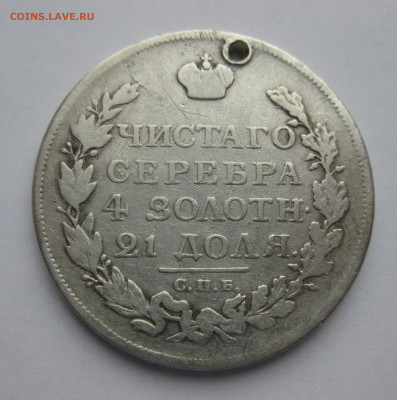 COINS.LAVE.RU
ЧИСТАГО
СЕРЕБРА
4 ЗОЛОТН.
21 ДОЛЯ.
С.П.Б.